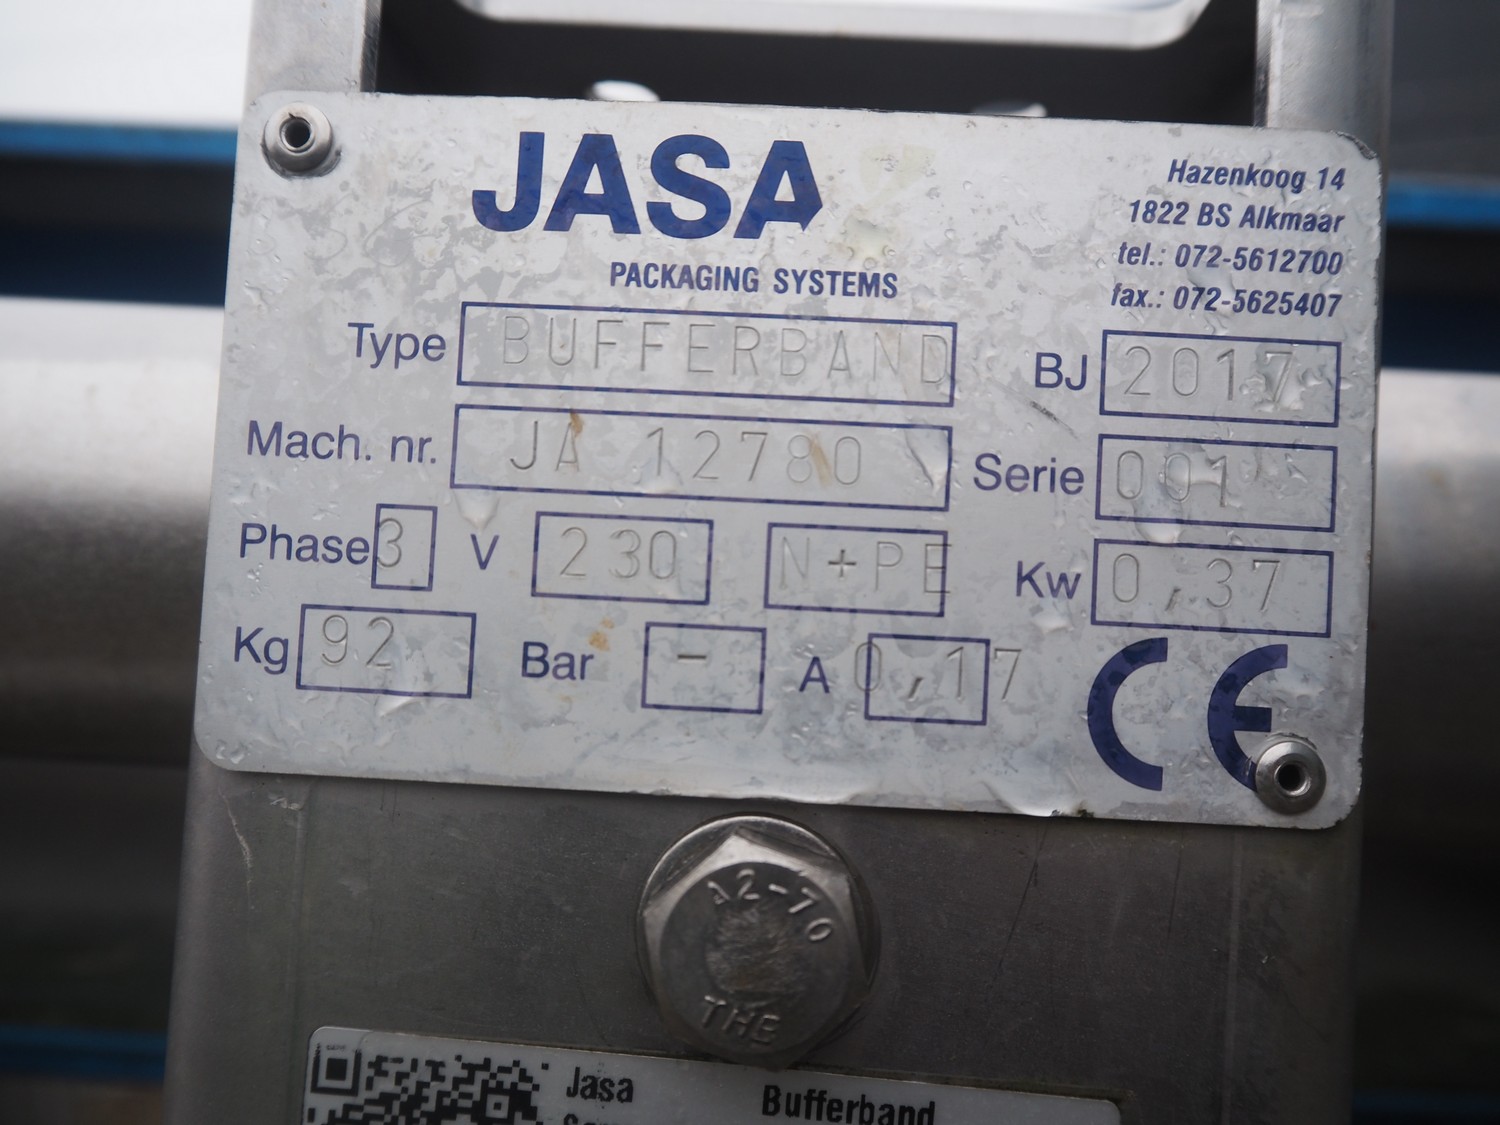 JASA
PACKAGING SYSTEMS
Hazenkoog 14
1822 BS Alkmaar
tel.: 072-5612700
fax.: 072-5625407
Type BUFFERBAND BJ 2017
Mach. nr. JA 12780 Serie 001
Phase 3 V 230 N+PE Kw 0,37
Kg 92 Bar - A 0,17
CE
A2-70
THE
Jasa Bufferband